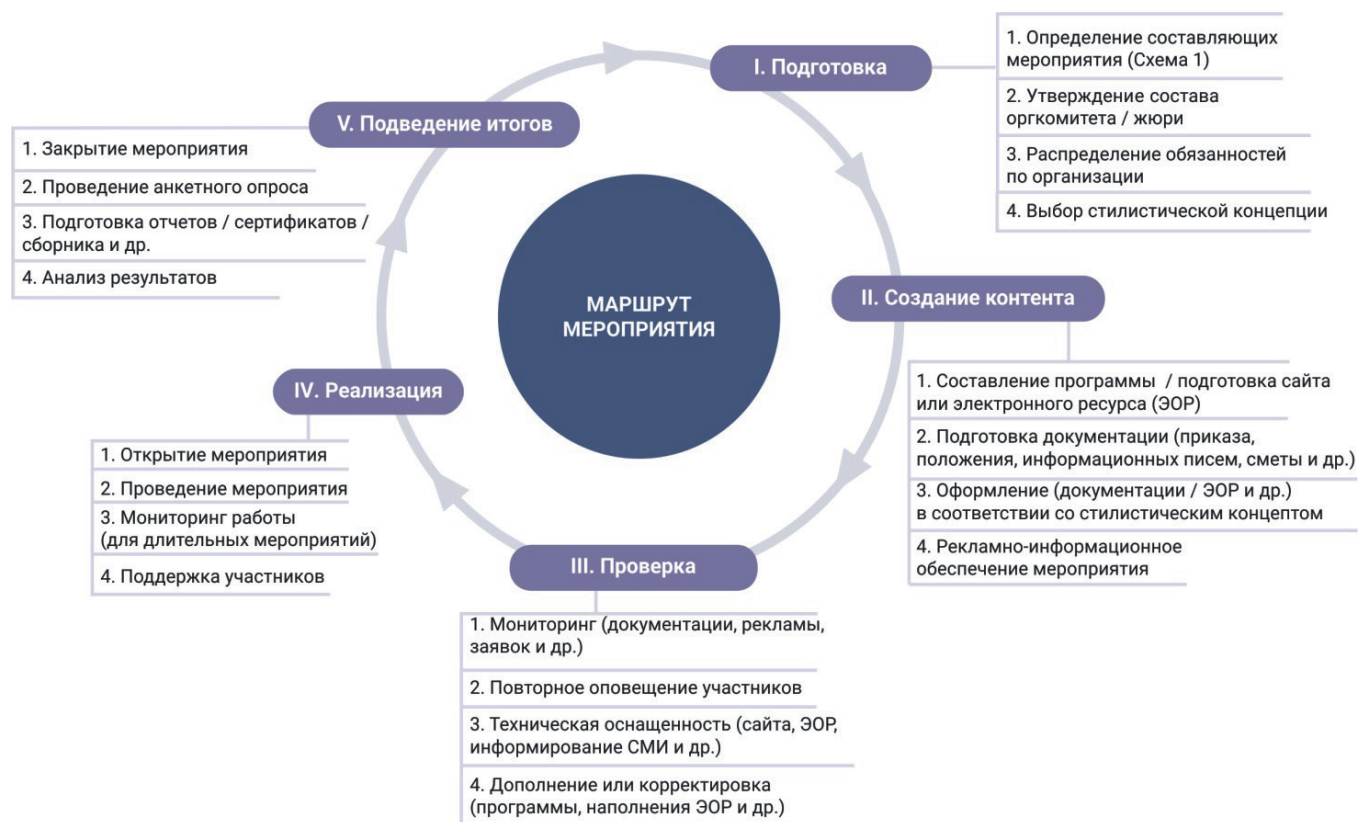 МАРШРУТ
МЕРОПРИЯТИЯ
I. Подготовка
1. Определение составляющих
мероприятия (Схема 1)
2. Утверждение состава
оргкомитета / жюри
3. Распределение обязанностей
по организации
4. Выбор стилистической концепции
II. Создание контента
1. Составление программы / подготовка сайта
или электронного ресурса (ЭОР)
2. Подготовка документации (приказа,
положения, информационных писем, сметы и др.)
3. Оформление (документации / ЭОР и др.)
в соответствии со стилистическим концептом
4. Рекламно-информационное
обеспечение мероприятия
III. Проверка
1. Мониторинг (документации, рекламы,
заявок и др.)
2. Повторное оповещение участников
3. Техническая оснащенность (сайта, ЭОР,
информирование СМИ и др.)
4. Дополнение или корректировка
(программы, наполнения ЭОР и др.)
IV. Реализация
1. Открытие мероприятия
2. Проведение мероприятия
3. Мониторинг работы
(для длительных мероприятий)
4. Поддержка участников
V. Подведение итогов
1. Закрытие мероприятия
2. Проведение анкетного опроса
3. Подготовка отчетов / сертификатов /
сборника и др.
4. Анализ результатов